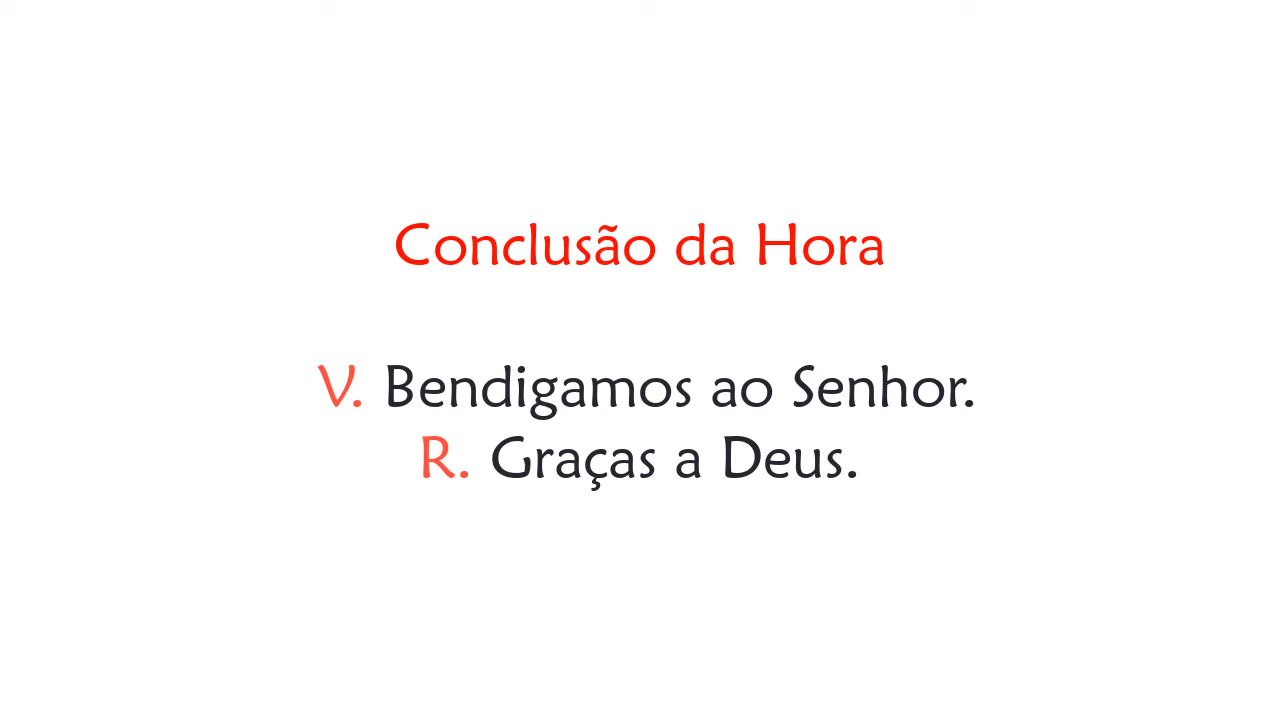 Conclusão da Hora
V. Bendigamos ao Senhor.
R. Graças a Deus.